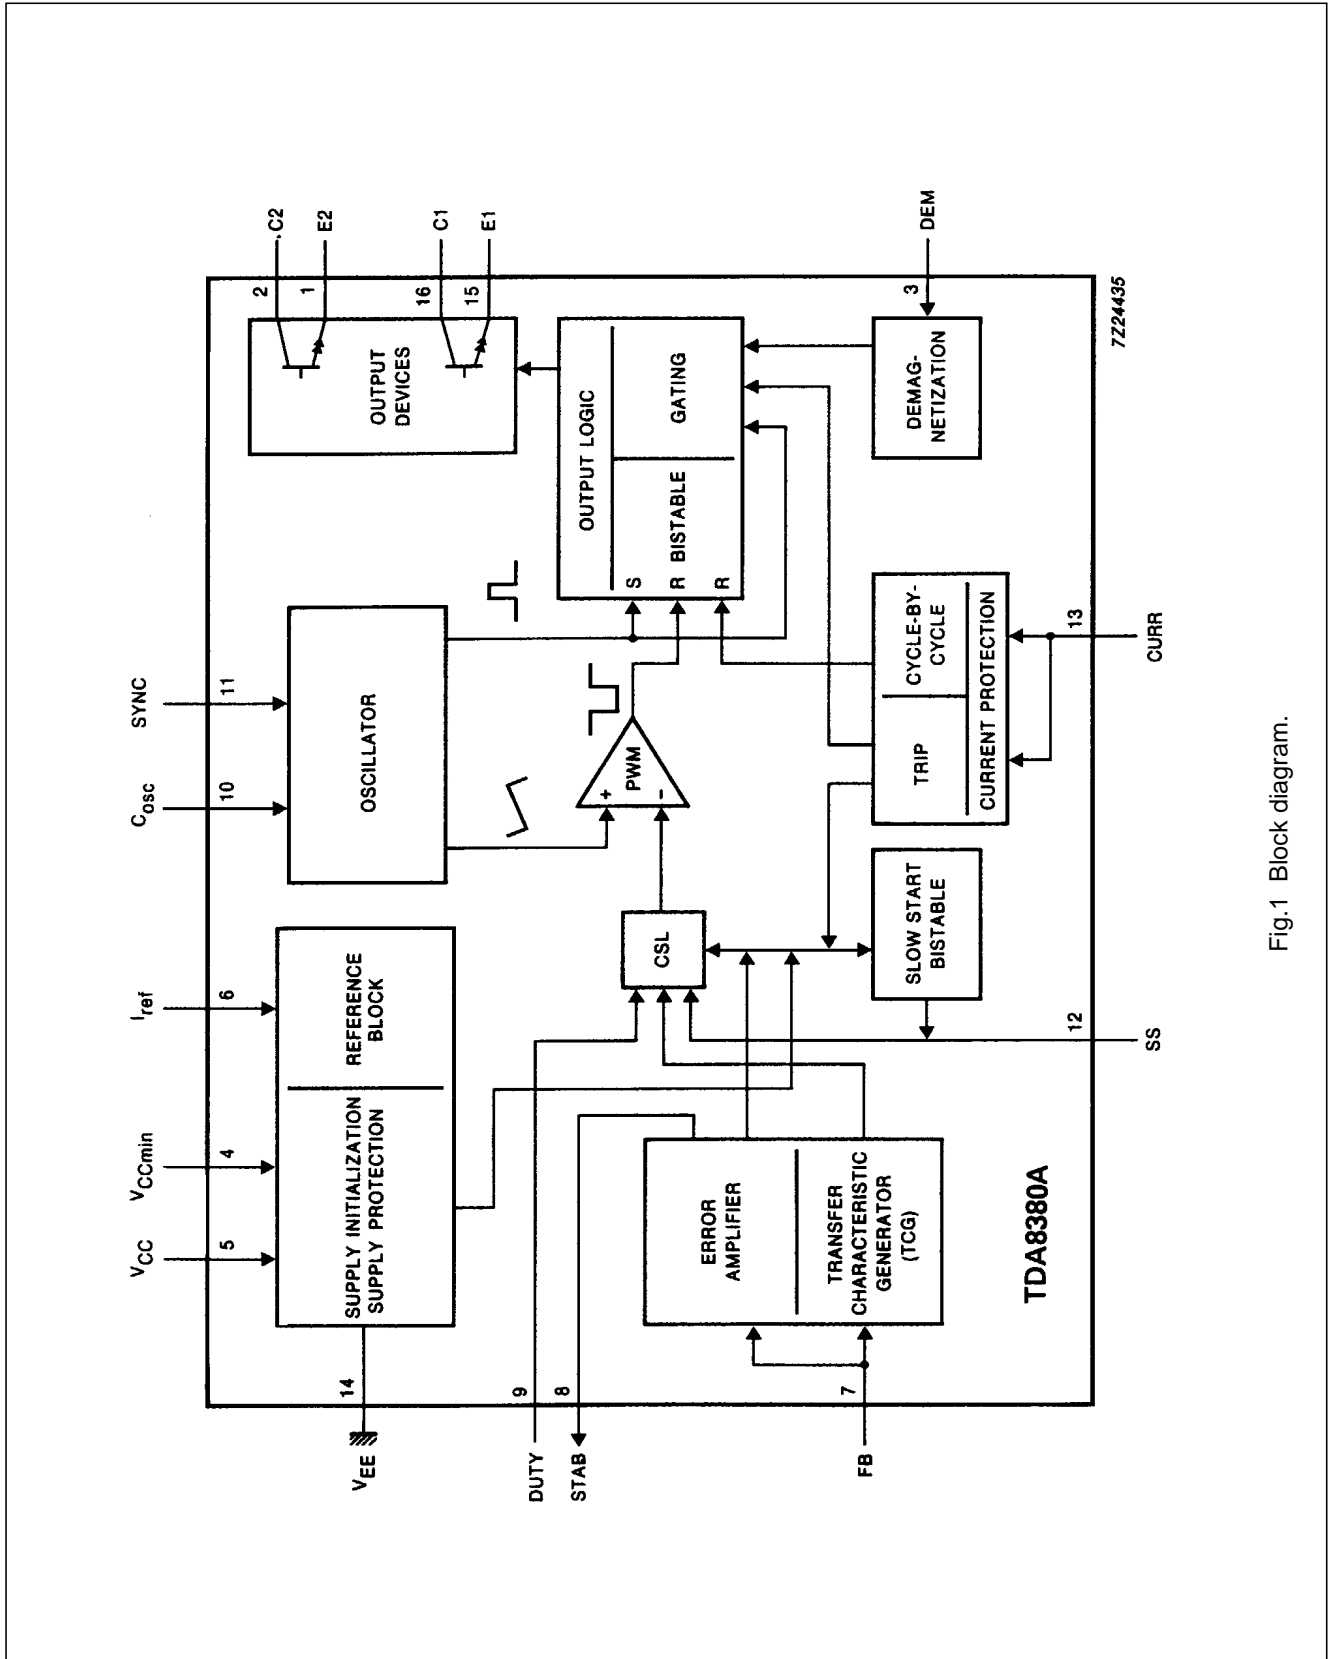 VCC
VCCmin
Iref
Cosc
SYNC
5
4
6
10
11
VEE
14
SUPPLY INITIALIZATION
SUPPLY PROTECTION
REFERENCE
BLOCK
OSCILLATOR
OUTPUT
DEVICES
2
.C2
1
E2
16
C1
15
E1
DUTY
9
STAB
8
CSL
+
-
PWM
OUTPUT LOGIC
S
R
R
BISTABLE
GATING
ERROR
AMPLIFIER
TRANSFER
CHARACTERISTIC
GENERATOR
(TCG)
FB
7
SLOW START
BISTABLE
TRIP
CYCLE-BY-
CYCLE
CURRENT PROTECTION
DEMAG-
NETIZATION
3
DEM
TDA8380A
12
SS
13
CURR
7Z24435
Fig.1 Block diagram.